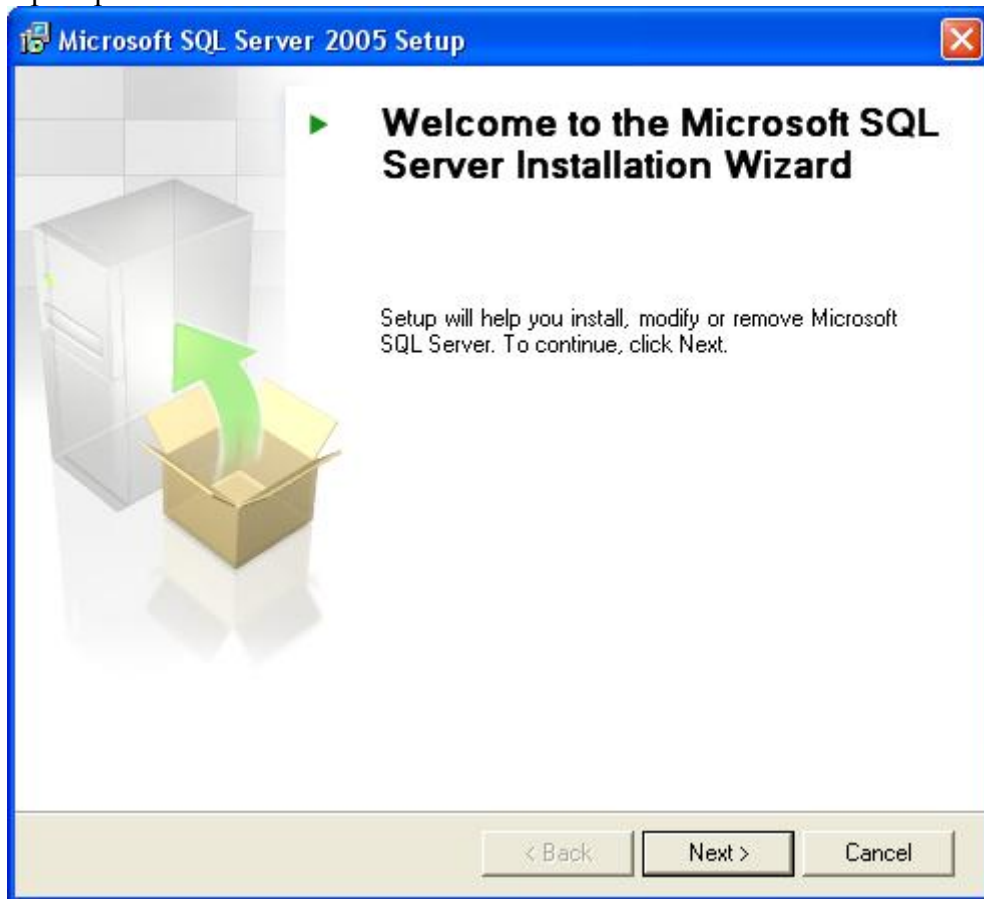 Microsoft SQL Server 2005 Setup
Welcome to the Microsoft SQL
Server Installation Wizard
Setup will help you install, modify or remove Microsoft
SQL Server. To continue, click Next.
< Back
Next >
Cancel